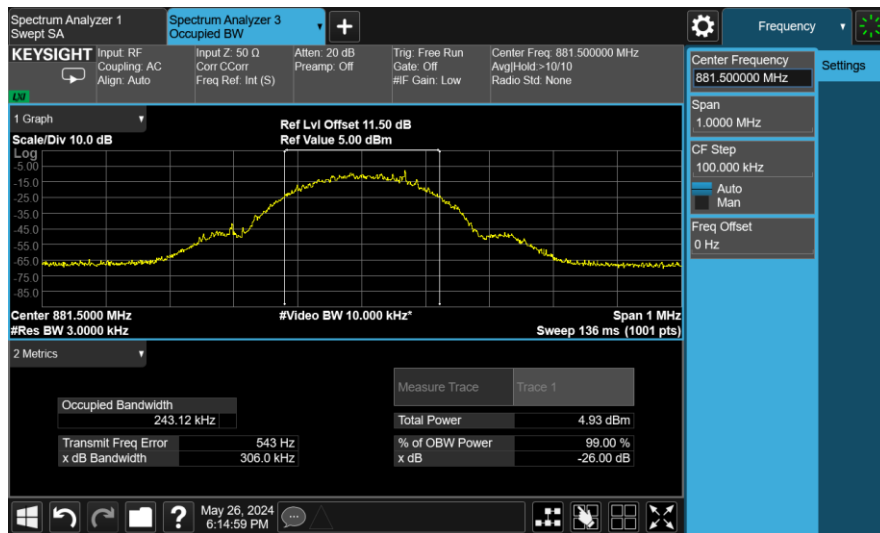 Spectrum Analyzer 1
Swept SA
Spectrum Analyzer 3
Occupied BW
+
Frequency
KEYSIGHT
Input: RF
Coupling: AC
Align: Auto
Input Z: 50 Ω
Corr CCorr
Freq Ref: Int (S)
Atten: 20 dB
Preamp: Off
Trig: Free Run
Gate: Off
#IF Gain: Low
Center Freq: 881.500000 MHz
Avg|Hold:>10/10
Radio Std: None
LXI
Center Frequency
881.500000 MHz
Settings
Span
1.0000 MHz
CF Step
100.000 kHz
Auto
Man
Freq Offset
0 Hz
1 Graph
Scale/Div 10.0 dB
Ref Lvl Offset 11.50 dB
Ref Value 5.00 dBm
Log
-5.00
-15.0
-25.0
-35.0
-45.0
-55.0
-65.0
-75.0
-85.0
Center 881.5000 MHz
#Video BW 10.000 kHz*
Span 1 MHz
#Res BW 3.0000 kHz
Sweep 136 ms (1001 pts)
2 Metrics
Measure Trace
Trace 1
Occupied Bandwidth
243.12 kHz
Total Power
4.93 dBm
Transmit Freq Error
543 Hz
% of OBW Power
99.00 %
x dB Bandwidth
306.0 kHz
x dB
-26.00 dB
?
May 26, 2024
6:14:59 PM